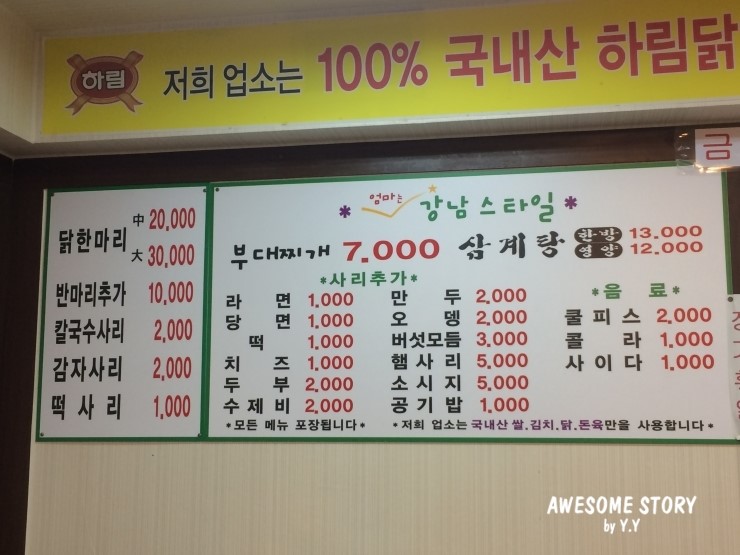 하림
저희 업소는 100% 국내산 하림닭
금
닭한마리 中 20,000
大 30,000
반마리추가 10,000
칼국수사리 2,000
감자사리 2,000
떡사리 1,000
*엄마는 강남스타일*
부대찌개 7.000 삼계탕 한방 13.000
영양 12.000
*사리추가*
라면 1.000
당면 1.000
떡 1.000
치즈 1.000
두부 2.000
수제비 2.000
만두 2,000
오뎅 2.000
버섯모듬 3,000
햄사리 5.000
소시지 5,000
공기밥 1.000
*음료*
쿨피스 2,000
콜라 1.000
사이다 1.000
*모든 메뉴 포장됩니다*
*저희 업소는 국내산 쌀.김치.닭.돈육만을 사용합니다*
AWESOME STORY
by Y.Y